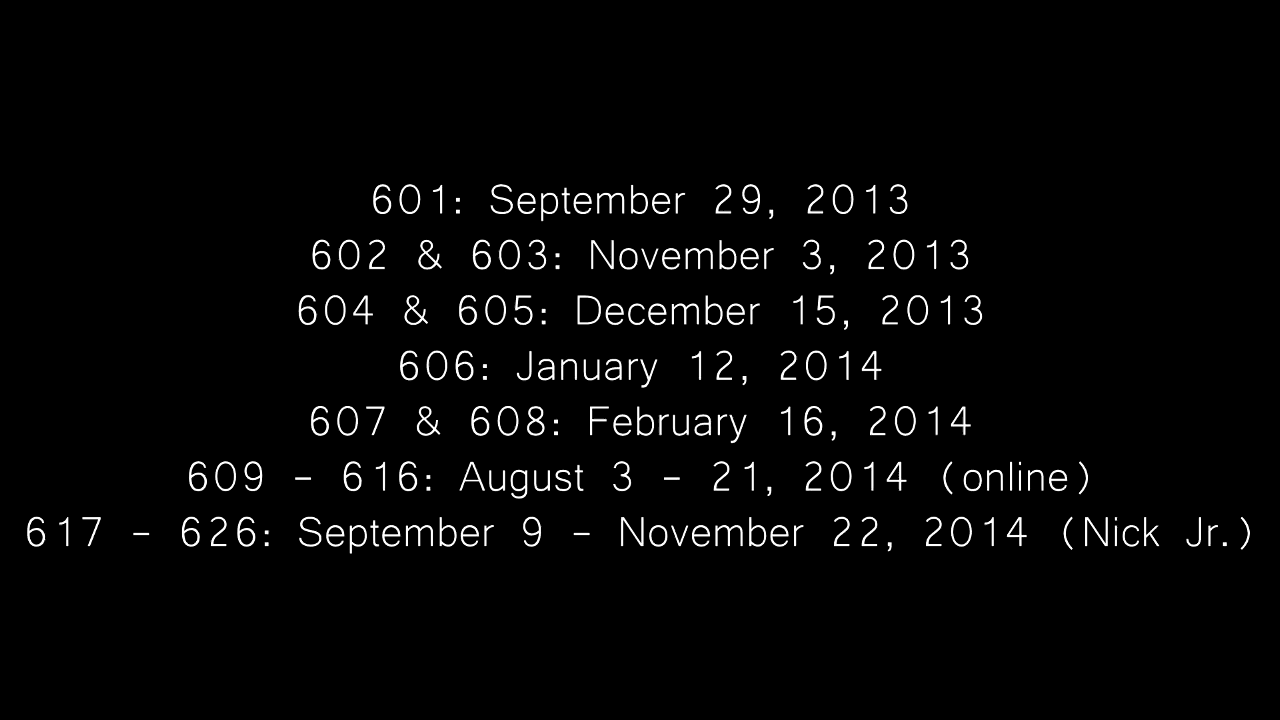 601: September 29, 2013
602 & 603: November 3, 2013
604 & 605: December 15, 2013
606: January 12, 2014
607 & 608: February 16, 2014
609 - 616: August 3 - 21, 2014 (online)
617 - 626: September 9 - November 22, 2014 (Nick Jr.)